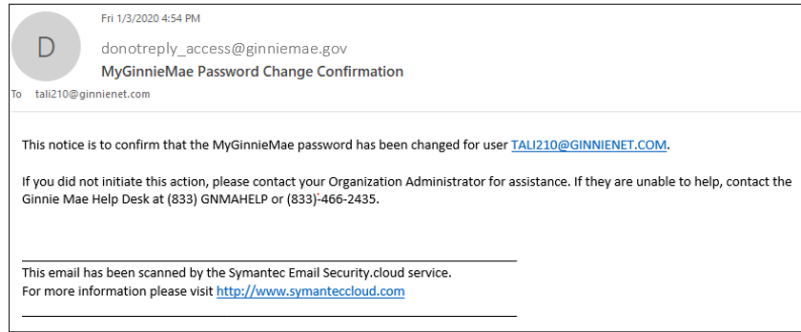 Fri 1/3/2020 4:54 PM
D
donotreply_access@ginniemae.gov
MyGinnieMae Password Change Confirmation
To tali210@ginnienet.com
This notice is to confirm that the MyGinnieMae password has been changed for user TALI210@GINNIENET.COM.
If you did not initiate this action, please contact your Organization Administrator for assistance. If they are unable to help, contact the
Ginnie Mae Help Desk at (833) GNMAHELP or (833)-466-2435.
This email has been scanned by the Symantec Email Security.cloud service.
For more information please visit http://www.symanteccloud.com